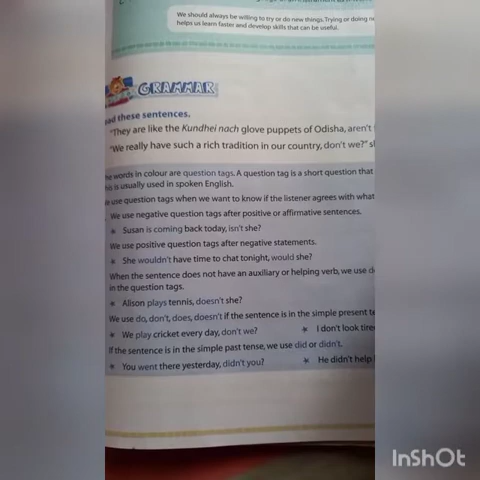 We should always be willing to try or do new things. Trying or doing
helps us learn faster and develop skills that can be useful.
GRAMMAR
these sentences.
"They are like the Kundhei nach glove puppets of Odisha, aren't
"We really have such a rich tradition in our country, don't we?"
words in colour are question tags. A question tag is a short question that
is usually used in spoken English.
use question tags when we want to know if the listener agrees with what
We use negative question tags after positive or affirmative sentences.
* Susan is coming back today, isn't she?
We use positive question tags after negative statements.
* She wouldn't have time to chat tonight, would she?
When the sentence does not have an auxiliary or helping verb, we use
in the question tags.
* Alison plays tennis, doesn't she?
We use do, don't, does, doesn't if the sentence is in the simple present
* We play cricket every day, don't we? * I don't look
If the sentence is in the simple past tense, we use did or didn't.
* You went there yesterday, didn't you? * He didn't help
InShOt